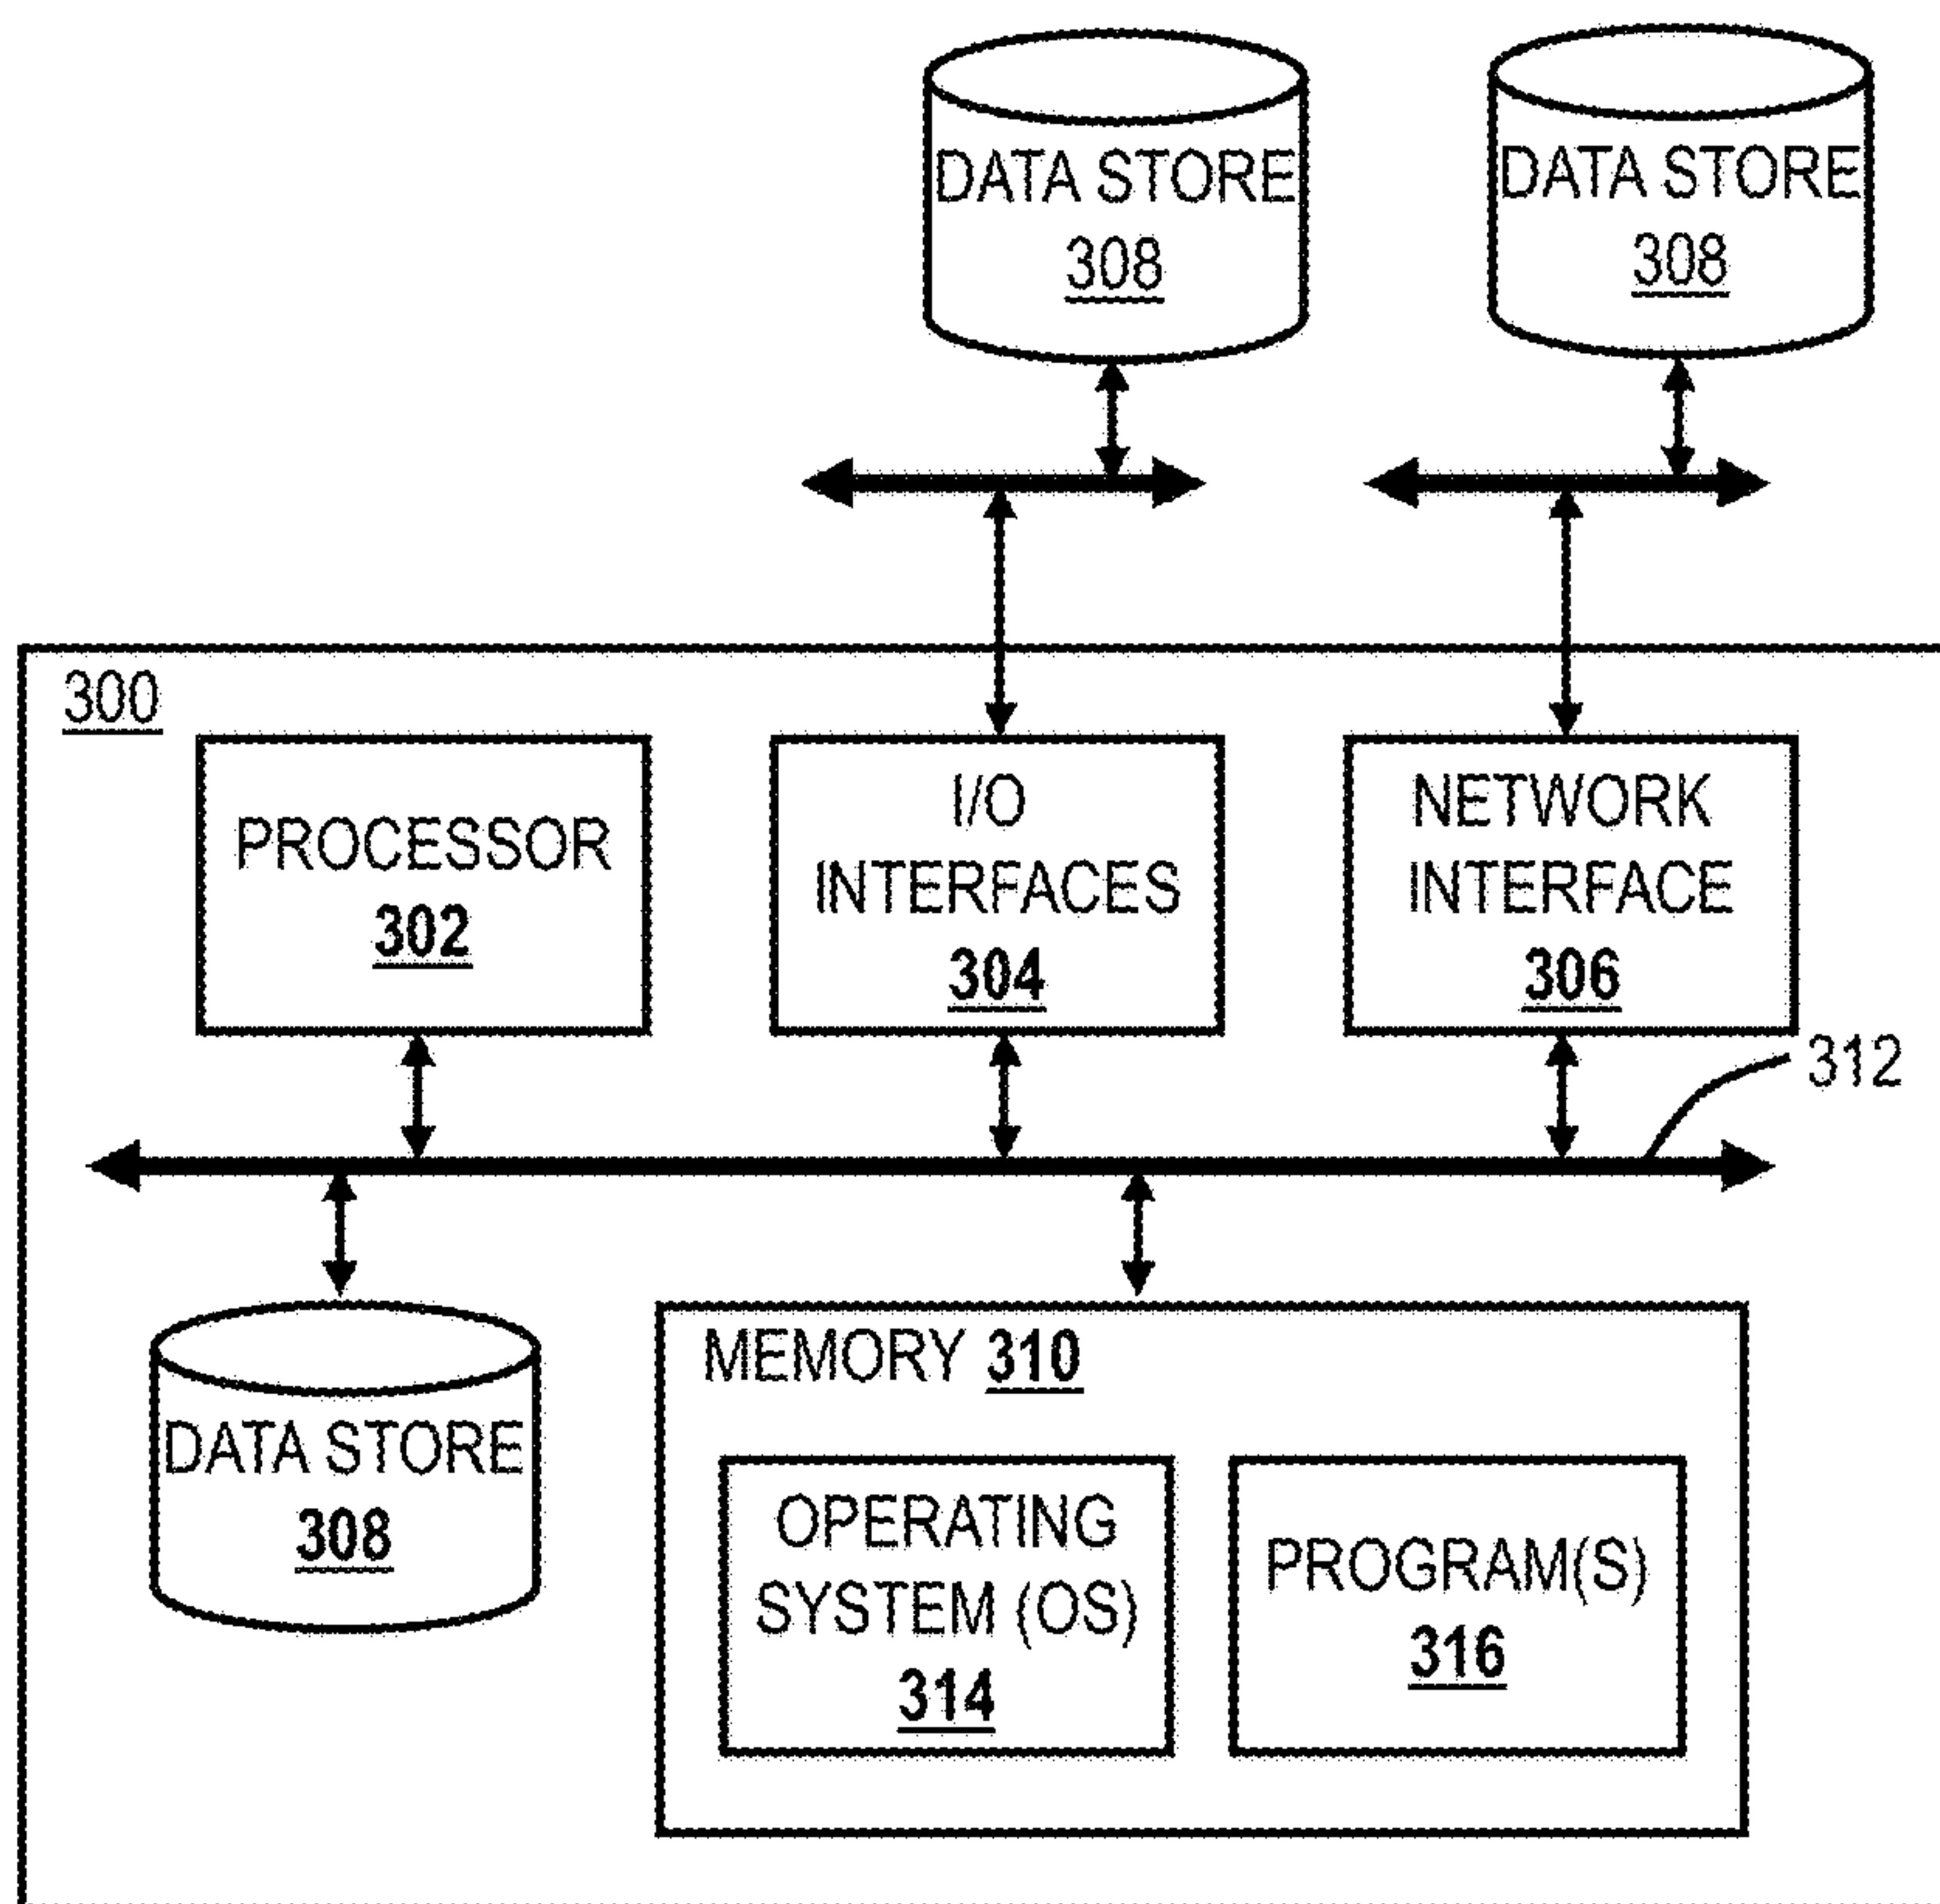 DATA STORE
308
DATA STORE
308
300
PROCESSOR
302
I/O
INTERFACES
304
NETWORK
INTERFACE
306
312
DATA STORE
308
MEMORY 310
OPERATING
SYSTEM (OS)
314
PROGRAM(S)
316